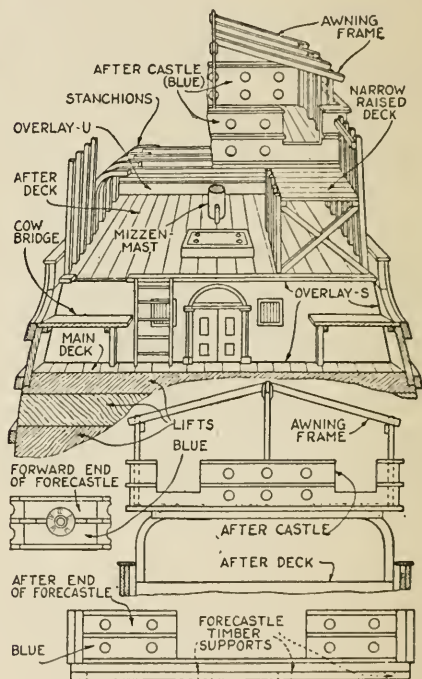 AWNING
FRAME
AFTER CASTLE
(BLUE)
STANCHIONS
NARROW
RAISED
DECK
OVERLAY-U
AFTER
DECK
COW
BRIDGE
MIZZEN-
MAST
OVERLAY-S
MAIN
DECK
LIFTS
BLUE
AWNING
FRAME
FORWARD END
OF FORECASTLE
AFTER CASTLE
AFTER DECK
AFTER END
OF FORECASTLE
FORECASTLE
TIMBER
SUPPORTS
BLUE